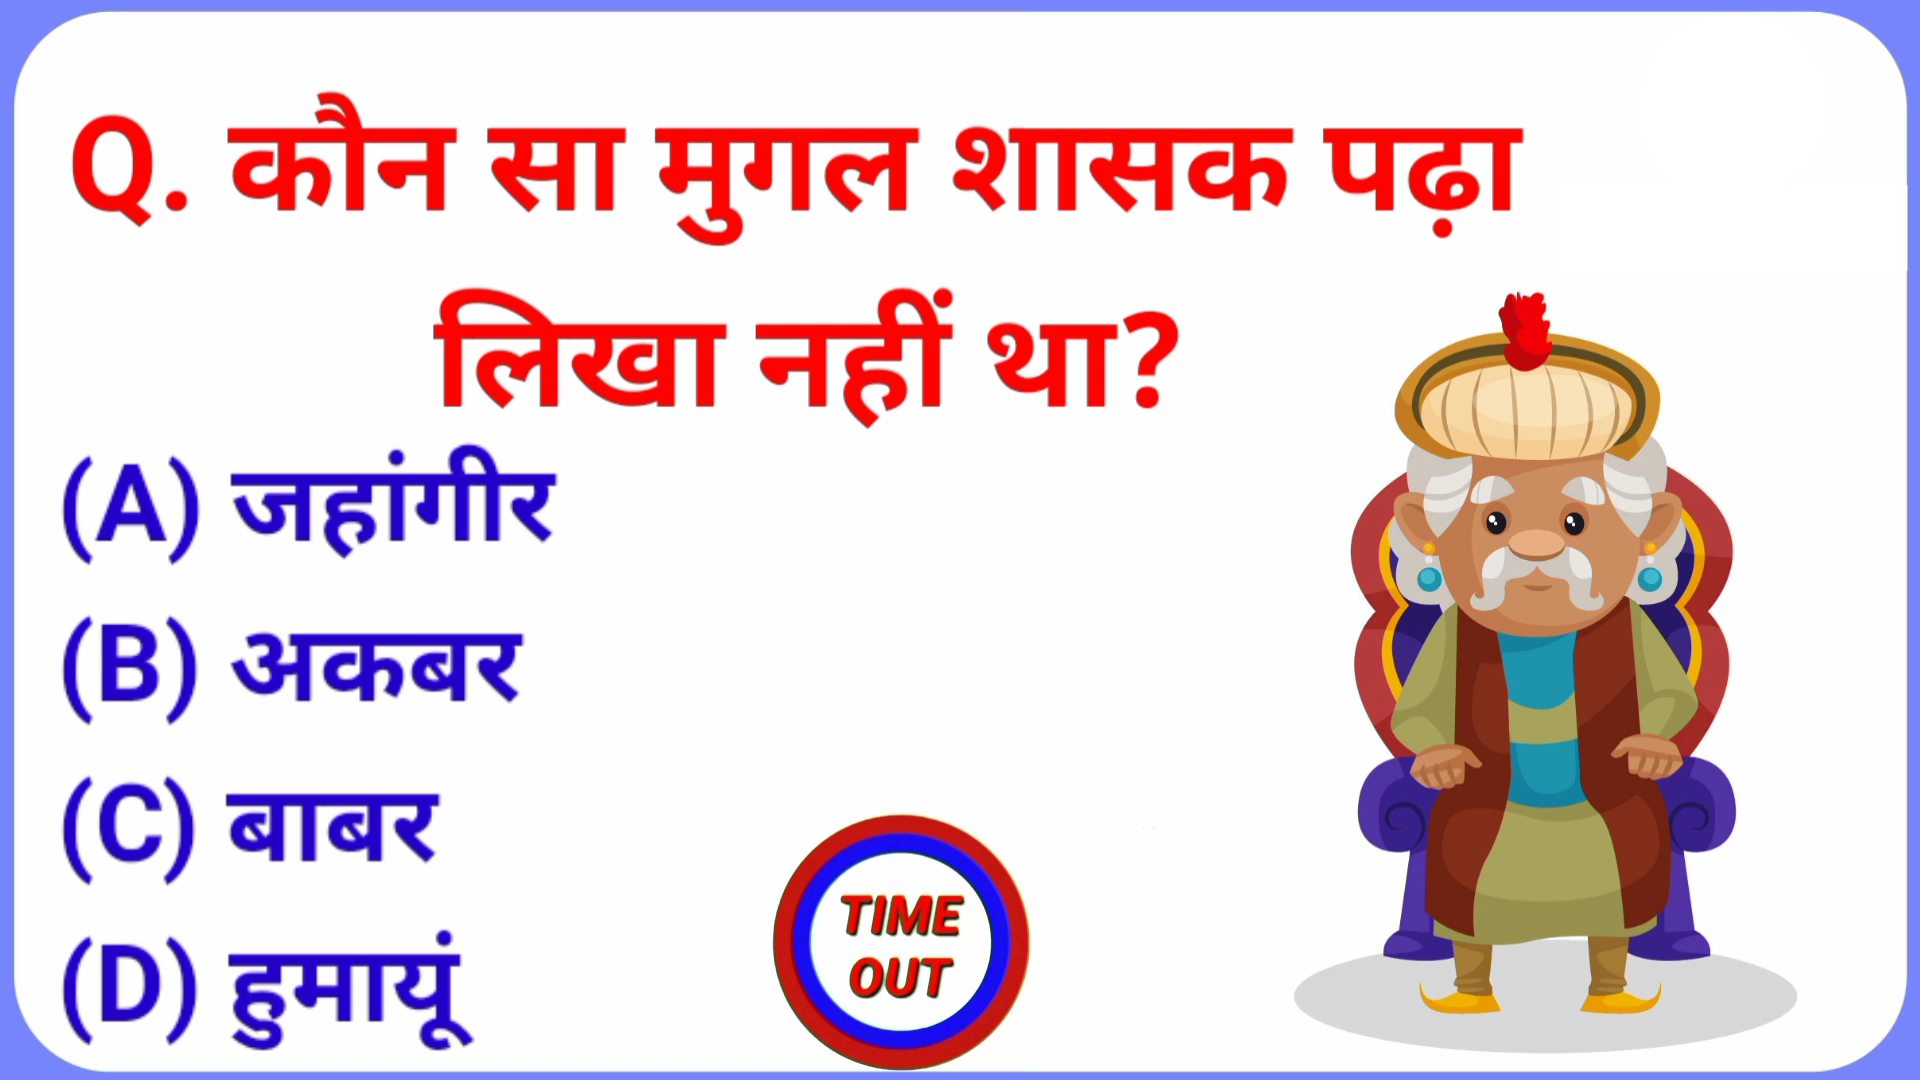 Q. कौन सा मुगल शासक पढ़ा
लिखा नहीं था?
(A) जहांगीर
(B) अकबर
(C) बाबर
(D) हुमायूं
TIME
OUT